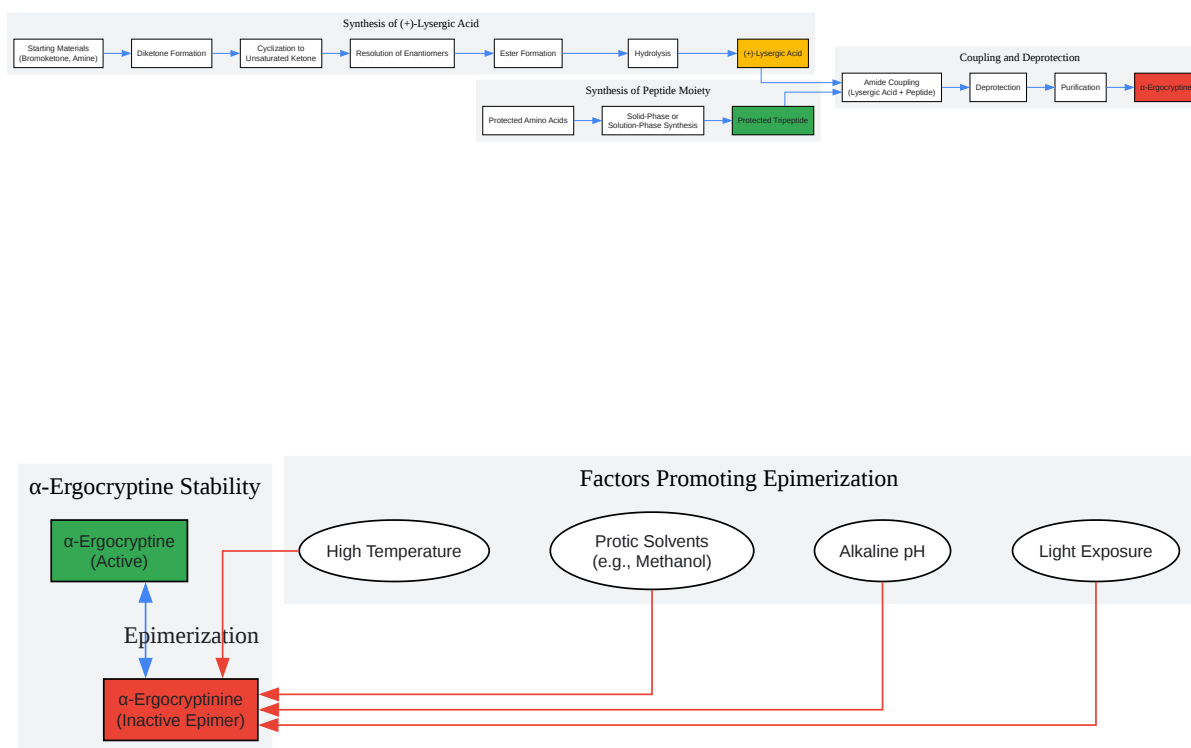 Synthesis of (+)-Lysergic Acid
Starting Materials
(Bromoketone, Amine)
Diketone Formation
Cyclization to
Unsaturated Ketone
Resolution of Enantiomers
Ester Formation
Hydrolysis
(+)-Lysergic Acid
Synthesis of Peptide Moiety
Protected Amino Acids
Solid-Phase or
Solution-Phase Synthesis
Protected Tripeptide
Coupling and Deprotection
Amide Coupling
(Lysergic Acid + Peptide)
Deprotection
Purification
α-Ergocryptine
α-Ergocryptine Stability
α-Ergocryptine
(Active)
Epimerization
α-Ergocryptinine
(Inactive Epimer)
Factors Promoting Epimerization
High Temperature
Protic Solvents
(e.g., Methanol)
Alkaline pH
Light Exposure